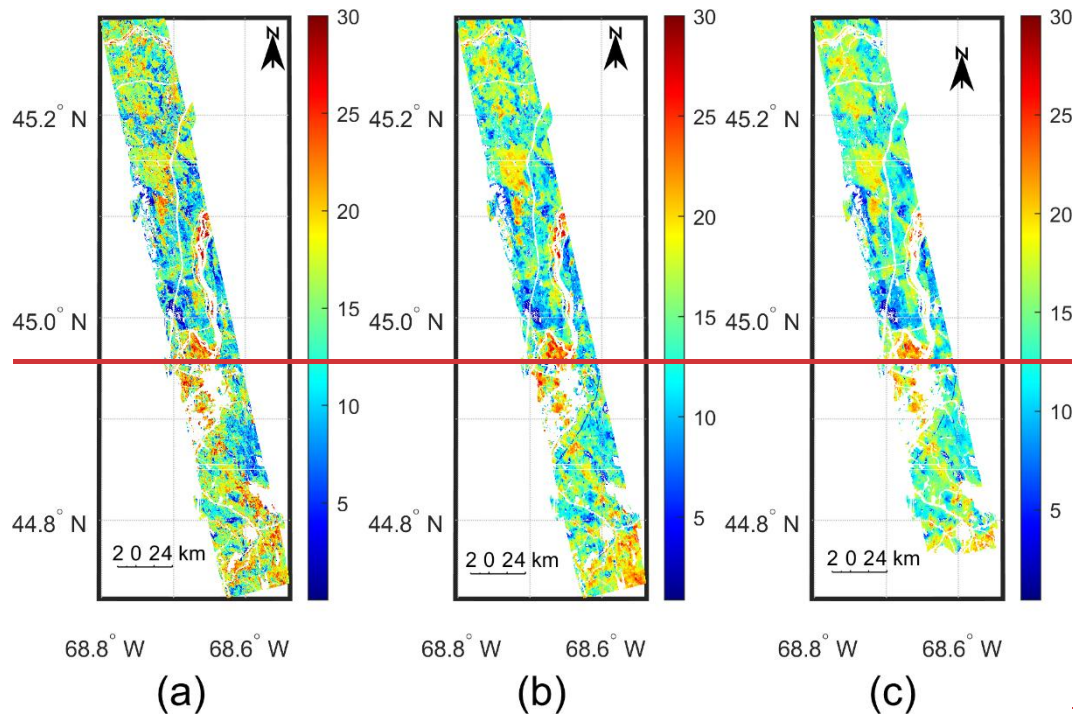 30 30 30
N N N
45.2° N 25 45.2° N 25 45.2° N 25
20 20 20
45.0° N 15 45.0° N 15 45.0° N 15
10 10 10
44.8° N 5 44.8° N 5 44.8° N 5
2 0 24 km 2 0 24 km 2 0 24 km
68.8° W 68.6° W 68.8° W 68.6° W 68.8° W 68.6° W
(a) (b) (c)